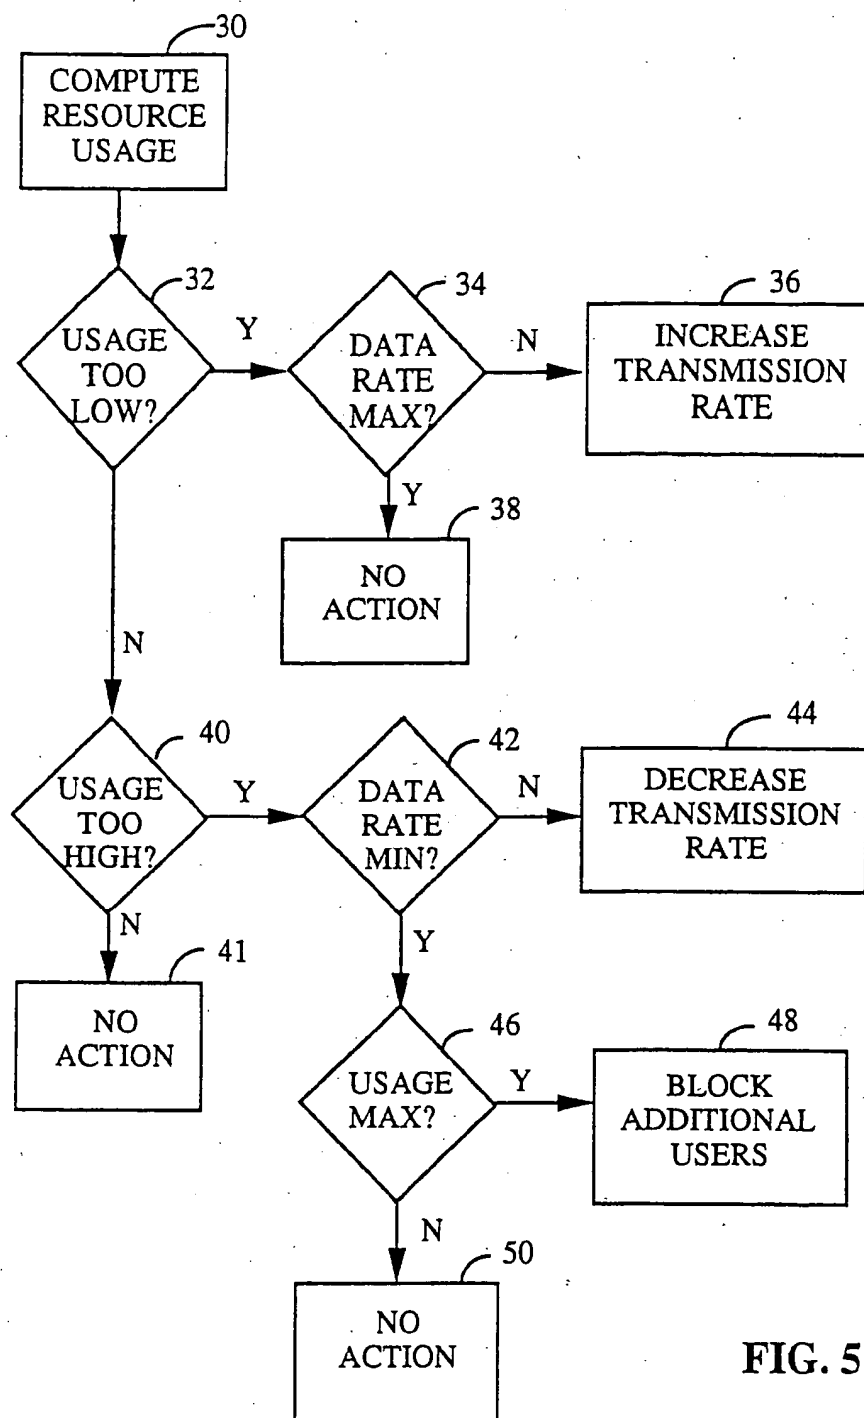 30
COMPUTE
RESOURCE
USAGE
32
USAGE
TOO
LOW?
Y
34
DATA
RATE
MAX?
N
36
INCREASE
TRANSMISSION
RATE
Y
38
NO
ACTION
N
40
USAGE
TOO
HIGH?
Y
42
DATA
RATE
MIN?
N
44
DECREASE
TRANSMISSION
RATE
N
41
NO
ACTION
Y
46
USAGE
MAX?
Y
48
BLOCK
ADDITIONAL
USERS
N
50
NO
ACTION
FIG. 5